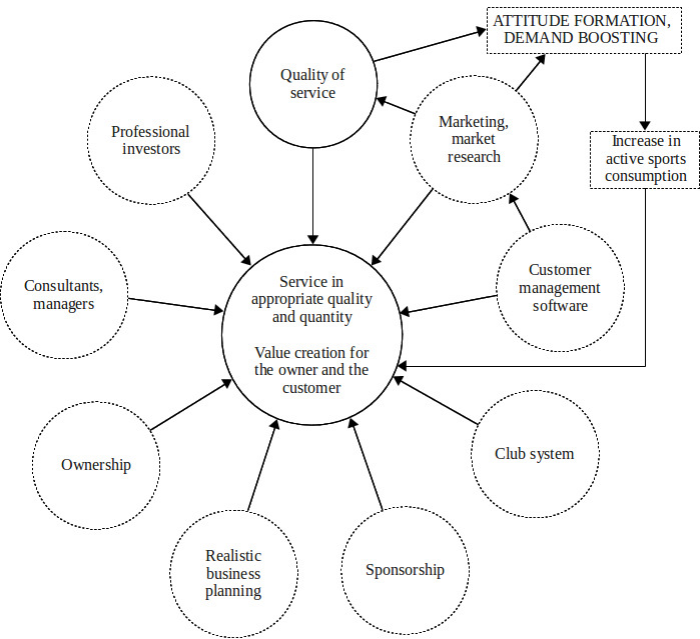 ATTITUDE FORMATION,
DEMAND BOOSTING
Quality of
service
Marketing,
market
research
Professional
investors
Increase in
active sports
consumption
Consultants,
managers
Service in
appropriate quality
and quantity
Value creation for
the owner and the
customer
Customer
management
software
Ownership
Club system
Realistic
business
planning
Sponsorship